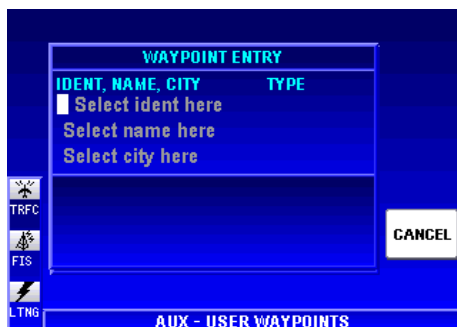 WAYPOINT ENTRY
IDENT, NAME, CITY TYPE
Select ident here
Select name here
Select city here
TRFC
FIS
LTNG
CANCEL
AUX - USER WAYPOINTS